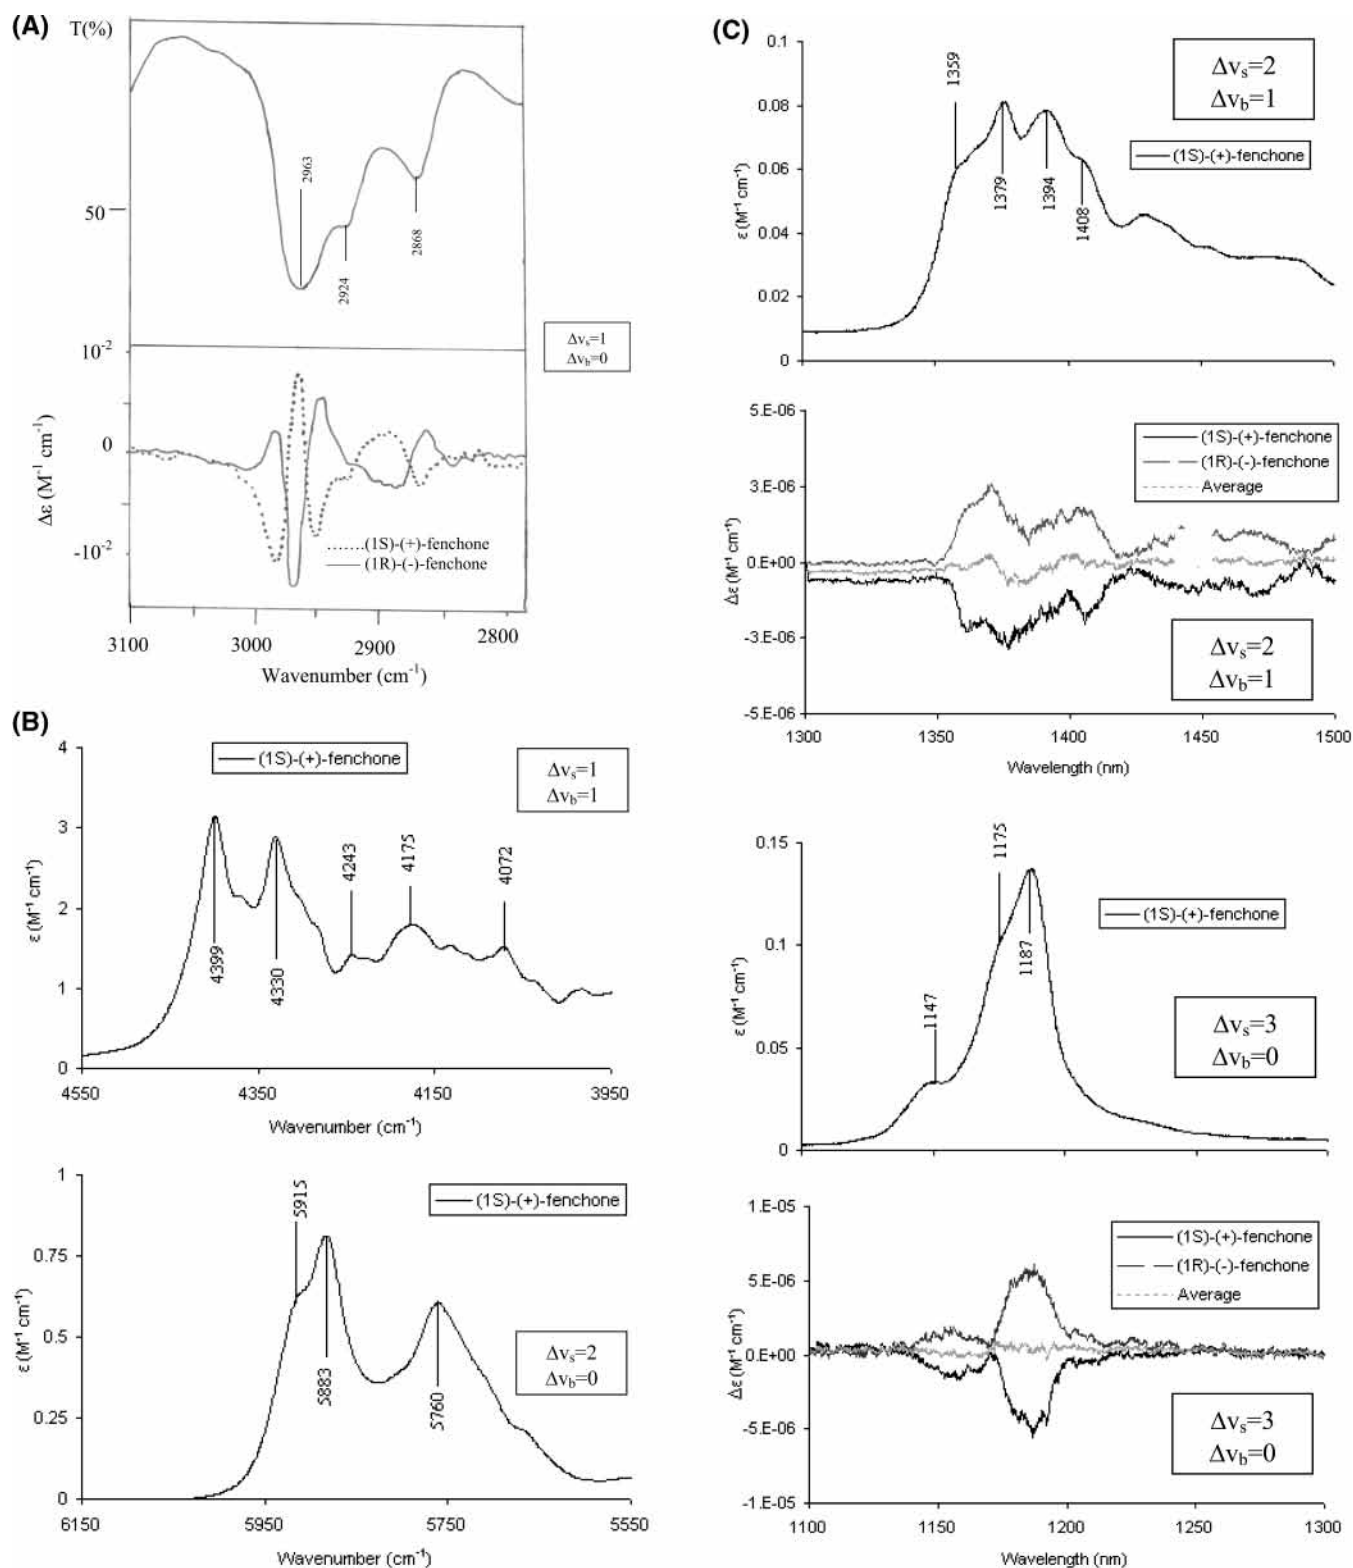 (A)
T(%)
2963
50
2924
2868
10⁻²
0
-10⁻²
Δε (M⁻¹ cm⁻¹)
Δvₛ=1
Δv_b=0
(1S)-(+)-fenchone
(1R)-(-)-fenchone
3100 3000 2900 2800
Wavenumber (cm⁻¹)
(B)
(1S)-(+)-fenchone
Δvₛ=1
Δv_b=1
4
3
2
1
0
ε (M⁻¹ cm⁻¹)
4399
4330
4243
4175
4072
4550 4350 4150 3950
Wavenumber (cm⁻¹)
(1S)-(+)-fenchone
1
0.75
0.5
0.25
0
ε (M⁻¹ cm⁻¹)
5915
5883
5760
Δvₛ=2
Δv_b=0
6150 5950 5750 5550
Wavenumber (cm⁻¹)
(C)
0.1
0.08
0.06
0.04
0.02
0
ε (M⁻¹ cm⁻¹)
1359
1379
1394
1408
Δvₛ=2
Δv_b=1
(1S)-(+)-fenchone
5.E-06
3.E-06
0.E+00
-3.E-06
-5.E-06
Δε (M⁻¹ cm⁻¹)
(1S)-(+)-fenchone
(1R)-(-)-fenchone
Average
Δvₛ=2
Δv_b=1
1300 1350 1400 1450 1500
Wavelength (nm)
0.15
0.1
0.05
0
ε (M⁻¹ cm⁻¹)
1147
1175
1187
(1S)-(+)-fenchone
Δvₛ=3
Δv_b=0
1.E-05
5.E-06
0.E+00
-5.E-06
-1.E-05
Δε (M⁻¹ cm⁻¹)
(1S)-(+)-fenchone
(1R)-(-)-fenchone
Average
Δvₛ=3
Δv_b=0
1100 1150 1200 1250 1300
Wavelength (nm)